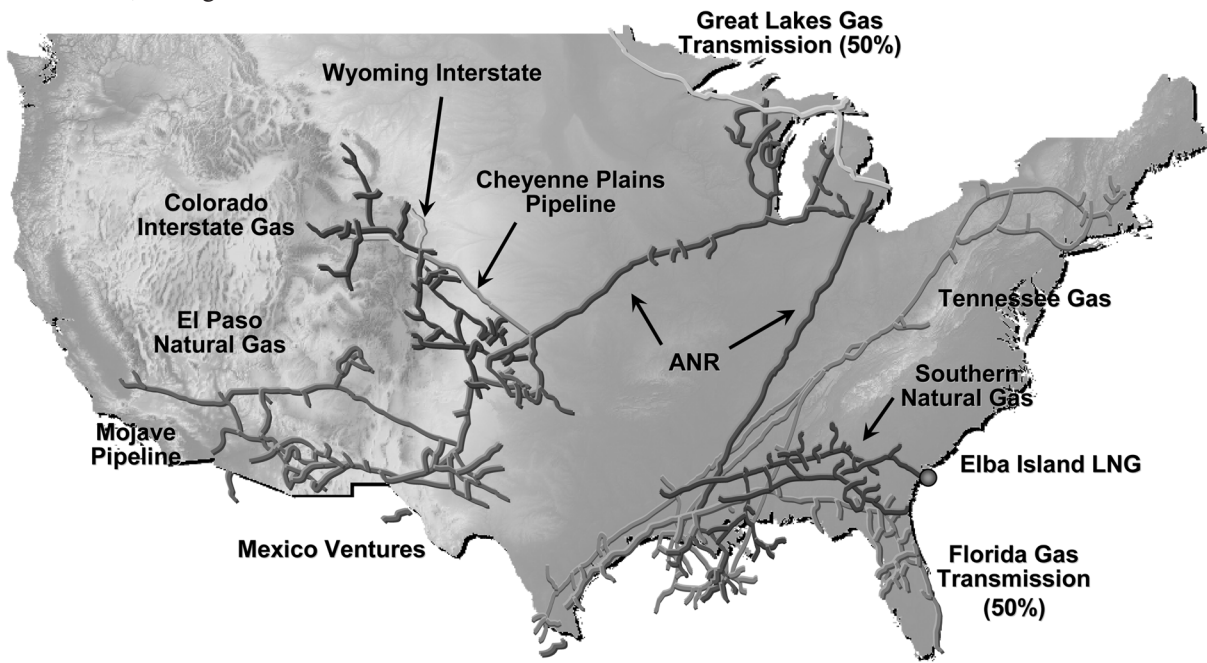 Great Lakes Gas
Transmission (50%)
Wyoming Interstate
Cheyenne Plains
Pipeline
Colorado
Interstate Gas
El Paso
Natural Gas
Tennessee Gas
ANR
Southern
Natural Gas
Mojave
Pipeline
Elba Island LNG
Mexico Ventures
Florida Gas
Transmission
(50%)